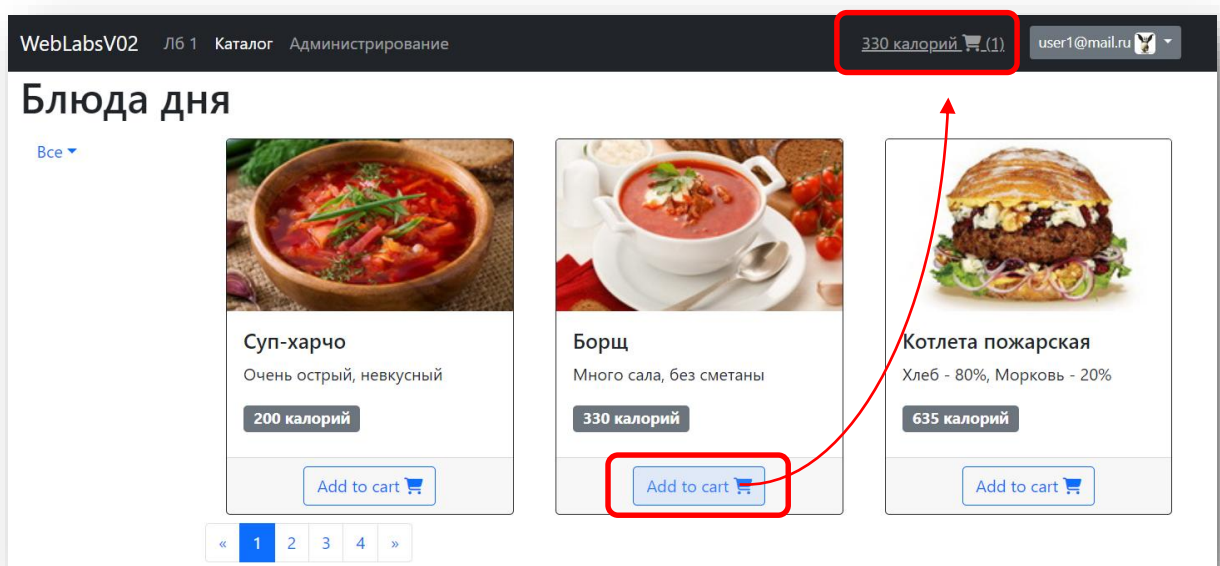 WebLabsV02 Лб 1 Каталог Администрирование 330 калорий (1) user1@mail.ru
Блюда дня
Все
Суп-харчо
Очень острый, невкусный
200 калорий
Add to cart
Борщ
Много сала, без сметаны
330 калорий
Add to cart
Котлета пожарская
Хлеб - 80%, Морковь - 20%
635 калорий
Add to cart
« 1 2 3 4 »